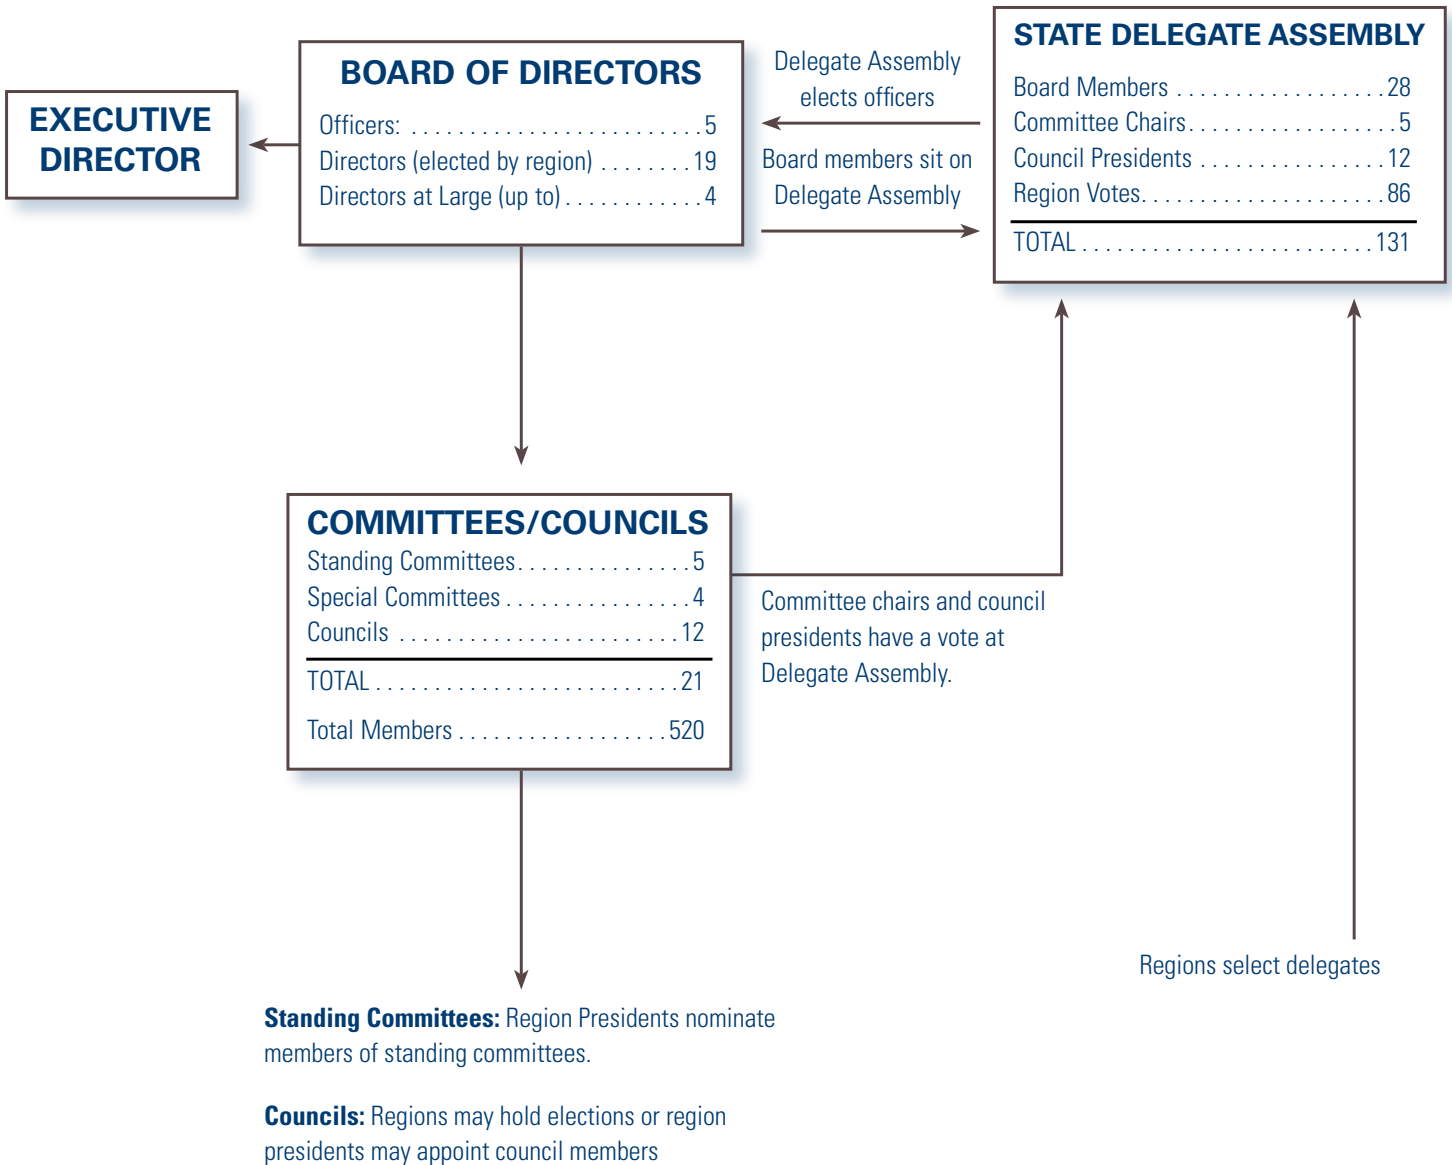 EXECUTIVE
DIRECTOR
BOARD OF DIRECTORS
Officers: . . . . . . . . . . . . . . . . . . . . . . . . . 5
Directors (elected by region) . . . . . . . . 19
Directors at Large (up to) . . . . . . . . . . . . 4
Delegate Assembly
elects officers
Board members sit on
Delegate Assembly
STATE DELEGATE ASSEMBLY
Board Members . . . . . . . . . . . . . . . . . . 28
Committee Chairs. . . . . . . . . . . . . . . . . . 5
Council Presidents . . . . . . . . . . . . . . . . 12
Region Votes. . . . . . . . . . . . . . . . . . . . . 86
TOTAL . . . . . . . . . . . . . . . . . . . . . . . . . 131
COMMITTEES/COUNCILS
Standing Committees. . . . . . . . . . . . . . . 5
Special Committees . . . . . . . . . . . . . . . . 4
Councils . . . . . . . . . . . . . . . . . . . . . . . . 12
TOTAL . . . . . . . . . . . . . . . . . . . . . . . . . . 21
Total Members . . . . . . . . . . . . . . . . . . 520
Committee chairs and council
presidents have a vote at
Delegate Assembly.
Regions select delegates
Standing Committees: Region Presidents nominate
members of standing committees.
Councils: Regions may hold elections or region
presidents may appoint council members